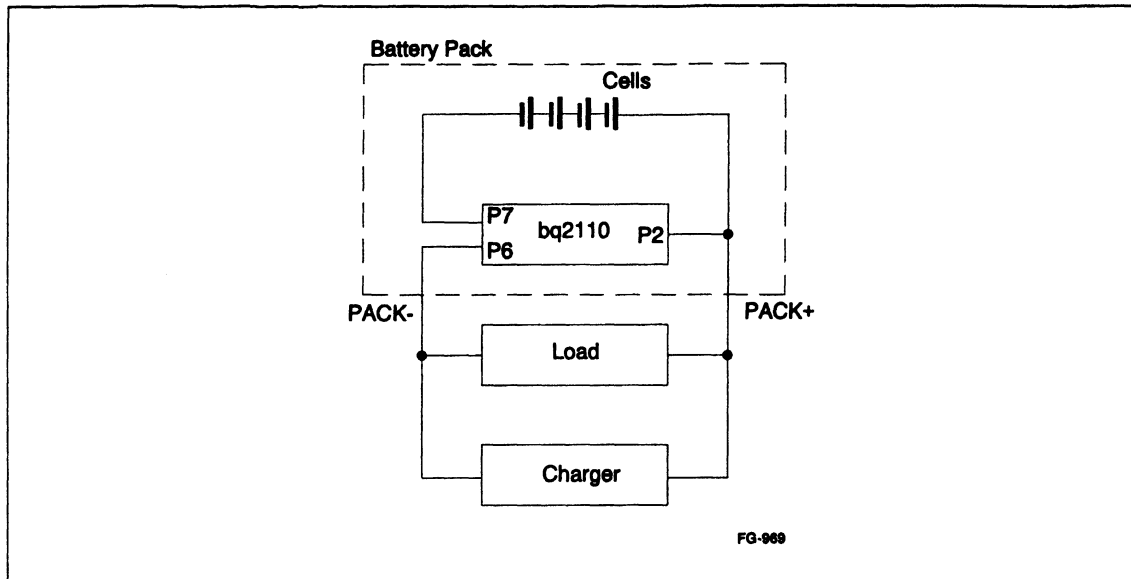 Battery Pack
Cells
P7
bq2110
P2
P6
PACK-
PACK+
Load
Charger
FG-969